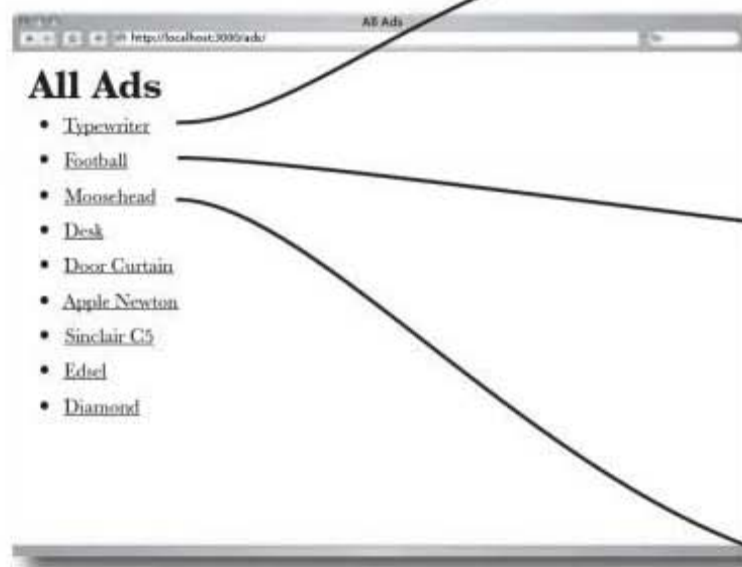 All Ads
http://localhost:3000/ads/
All Ads
• Typewriter
• Football
• Moosehead
• Desk
• Door Curtain
• Apple Newton
• Sinclair C5
• Edsel
• Diamond